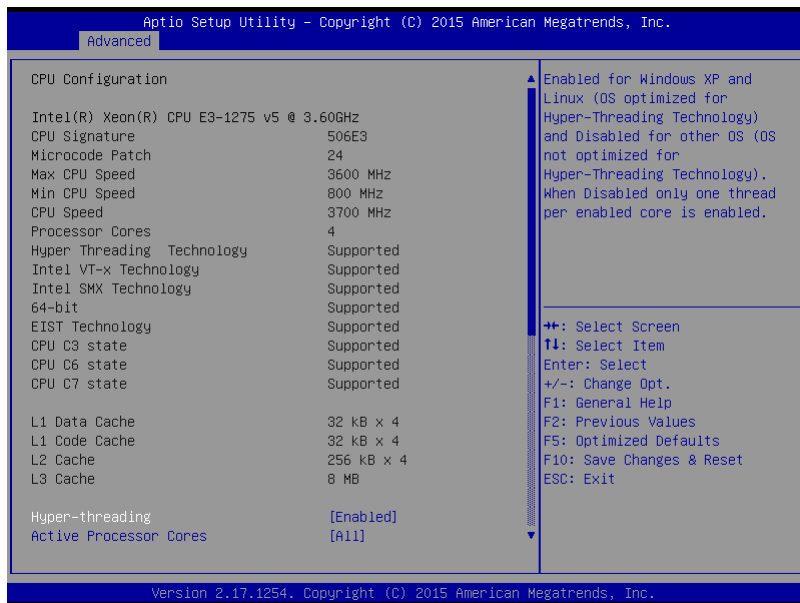 Aptio Setup Utility – Copyright (C) 2015 American Megatrends, Inc.
Advanced
CPU Configuration
Intel(R) Xeon(R) CPU E3-1275 v5 @ 3.60GHz
CPU Signature 506E3
Microcode Patch 24
Max CPU Speed 3600 MHz
Min CPU Speed 800 MHz
CPU Speed 3700 MHz
Processor Cores 4
Hyper Threading Technology Supported
Intel VT-x Technology Supported
Intel SMX Technology Supported
64-bit Supported
EIST Technology Supported
CPU C3 state Supported
CPU C6 state Supported
CPU C7 state Supported
L1 Data Cache 32 kB x 4
L1 Code Cache 32 kB x 4
L2 Cache 256 kB x 4
L3 Cache 8 MB
Hyper-threading [Enabled]
Active Processor Cores [All]
Enabled for Windows XP and
Linux (OS optimized for
Hyper-Threading Technology)
and Disabled for other OS (OS
not optimized for
Hyper-Threading Technology).
When Disabled only one thread
per enabled core is enabled.
→←: Select Screen
↑↓: Select Item
Enter: Select
+/-: Change Opt.
F1: General Help
F2: Previous Values
F5: Optimized Defaults
F10: Save Changes & Reset
ESC: Exit
Version 2.17.1254. Copyright (C) 2015 American Megatrends, Inc.